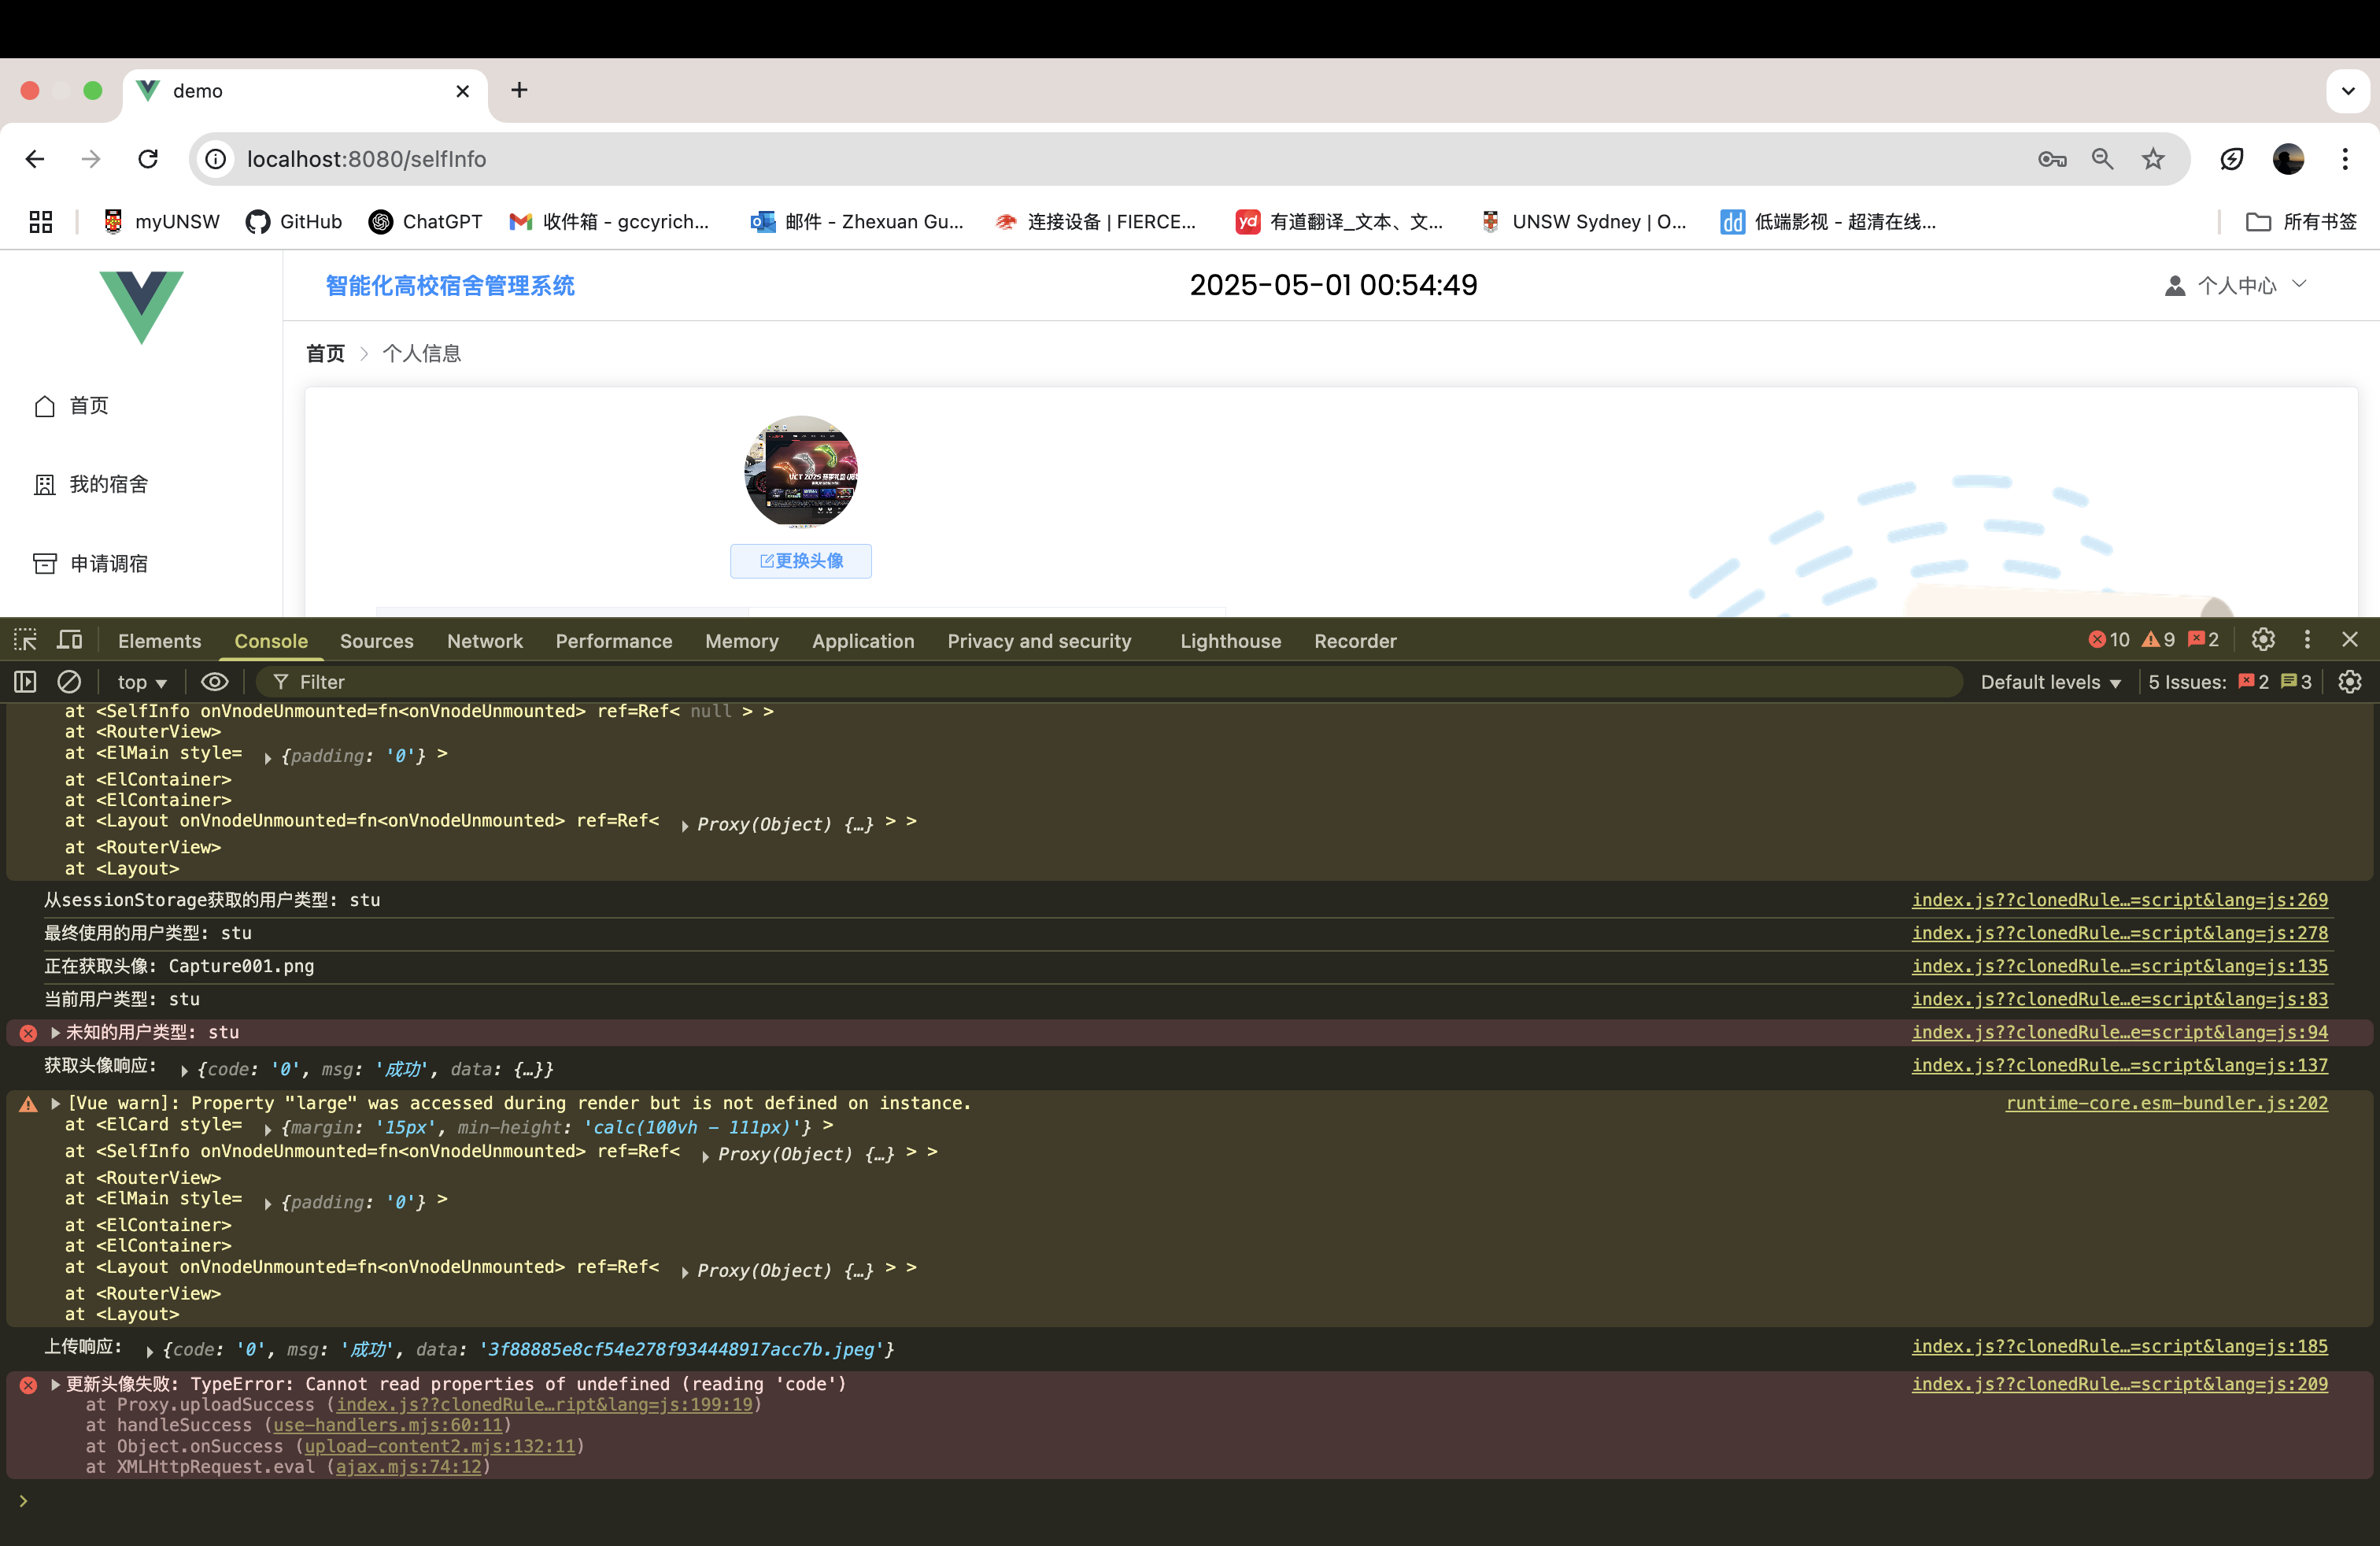 demo
localhost:8080/selfInfo
myUNSW GitHub ChatGPT 收件箱 - gccyrich... 邮件 - Zhexuan Gu... 连接设备 | FIERCE... 有道翻译_文本、文... UNSW Sydney | O... 低端影视 - 超清在线... 所有书签
智能化高校宿舍管理系统 2025-05-01 00:54:49 个人中心
首页 个人信息
首页
我的宿舍
申请调宿
更换头像
Elements Console Sources Network Performance Memory Application Privacy and security Lighthouse Recorder 10 9 2
top Filter Default levels 5 Issues: 2 3
at <SelfInfo onVnodeUnmounted=fn<onVnodeUnmounted> ref=Ref< null > >
at <RouterView>
at <ElMain style= {padding: '0'} >
at <ElContainer>
at <ElContainer>
at <Layout onVnodeUnmounted=fn<onVnodeUnmounted> ref=Ref< Proxy(Object) {…} > >
at <RouterView>
at <Layout>
从sessionStorage获取的用户类型: stu index.js??clonedRule…=script&lang=js:269
最终使用的用户类型: stu index.js??clonedRule…=script&lang=js:278
正在获取头像: Capture001.png index.js??clonedRule…=script&lang=js:135
当前用户类型: stu index.js??clonedRule…e=script&lang=js:83
未知的用户类型: stu index.js??clonedRule…e=script&lang=js:94
获取头像响应: {code: '0', msg: '成功', data: {…}} index.js??clonedRule…=script&lang=js:137
[Vue warn]: Property "large" was accessed during render but is not defined on instance. runtime-core.esm-bundler.js:202
at <ElCard style= {margin: '15px', min-height: 'calc(100vh - 111px)'} >
at <SelfInfo onVnodeUnmounted=fn<onVnodeUnmounted> ref=Ref< Proxy(Object) {…} > >
at <RouterView>
at <ElMain style= {padding: '0'} >
at <ElContainer>
at <ElContainer>
at <Layout onVnodeUnmounted=fn<onVnodeUnmounted> ref=Ref< Proxy(Object) {…} > >
at <RouterView>
at <Layout>
上传响应: {code: '0', msg: '成功', data: '3f88885e8cf54e278f934448917acc7b.jpeg'} index.js??clonedRule…=script&lang=js:185
更新头像失败: TypeError: Cannot read properties of undefined (reading 'code') index.js??clonedRule…=script&lang=js:209
at Proxy.uploadSuccess (index.js??clonedRule…ript&lang=js:199:19)
at handleSuccess (use-handlers.mjs:60:11)
at Object.onSuccess (upload-content2.mjs:132:11)
at XMLHttpRequest.eval (ajax.mjs:74:12)